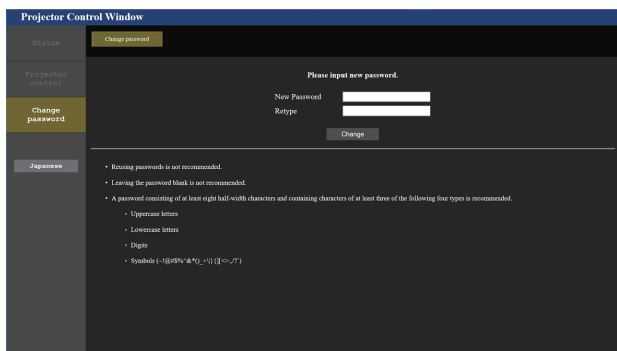 Projector Control Window
Status
Change password
Projector
control
Change
password
Japanese
Please input new password.
New Password
Retype
Change
• Reusing passwords is not recommended.
• Leaving the password blank is not recommended.
• A password consisting of at least eight half-width characters and containing characters of at least three of the following four types is recommended.
Uppercase letters
Lowercase letters
Digits
Symbols (~!@#$%^&*()_+\|}{][<>.,/?`)